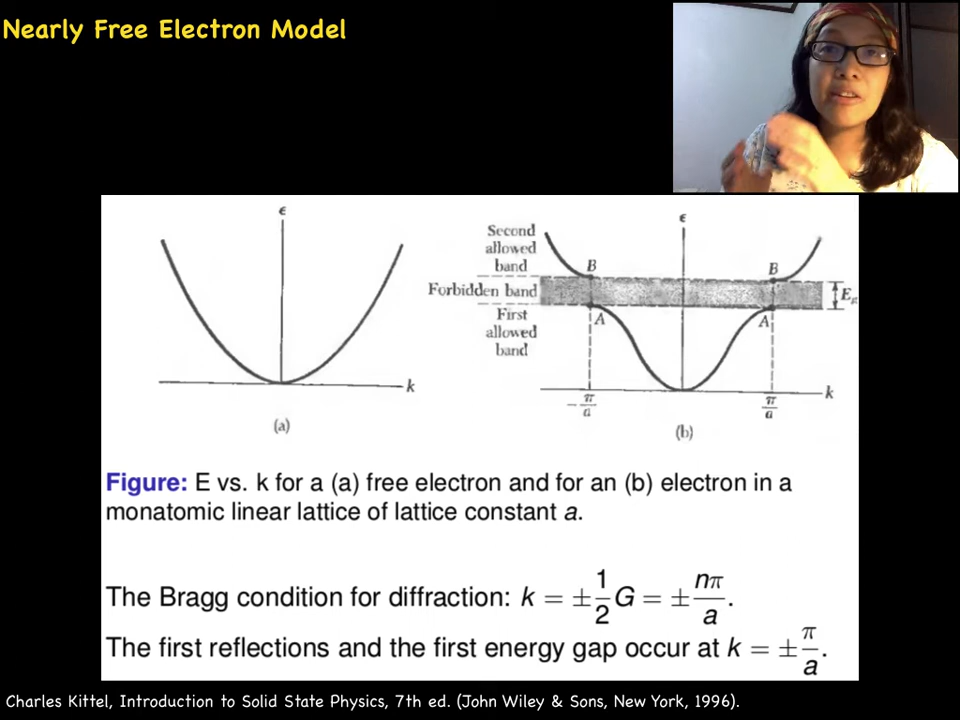 Nearly Free Electron Model
ϵ
k
(a)
Second
allowed
band
Forbidden band
First
allowed
band
ϵ
B
B
A
A
E_g
-π/a
π/a
k
(b)
Figure: E vs. k for a (a) free electron and for an (b) electron in a
monatomic linear lattice of lattice constant a.
The Bragg condition for diffraction: k = ±1/2 G = ± nπ/a.
The first reflections and the first energy gap occur at k = ± π/a.
Charles Kittel, Introduction to Solid State Physics, 7th ed. (John Wiley & Sons, New York, 1996).